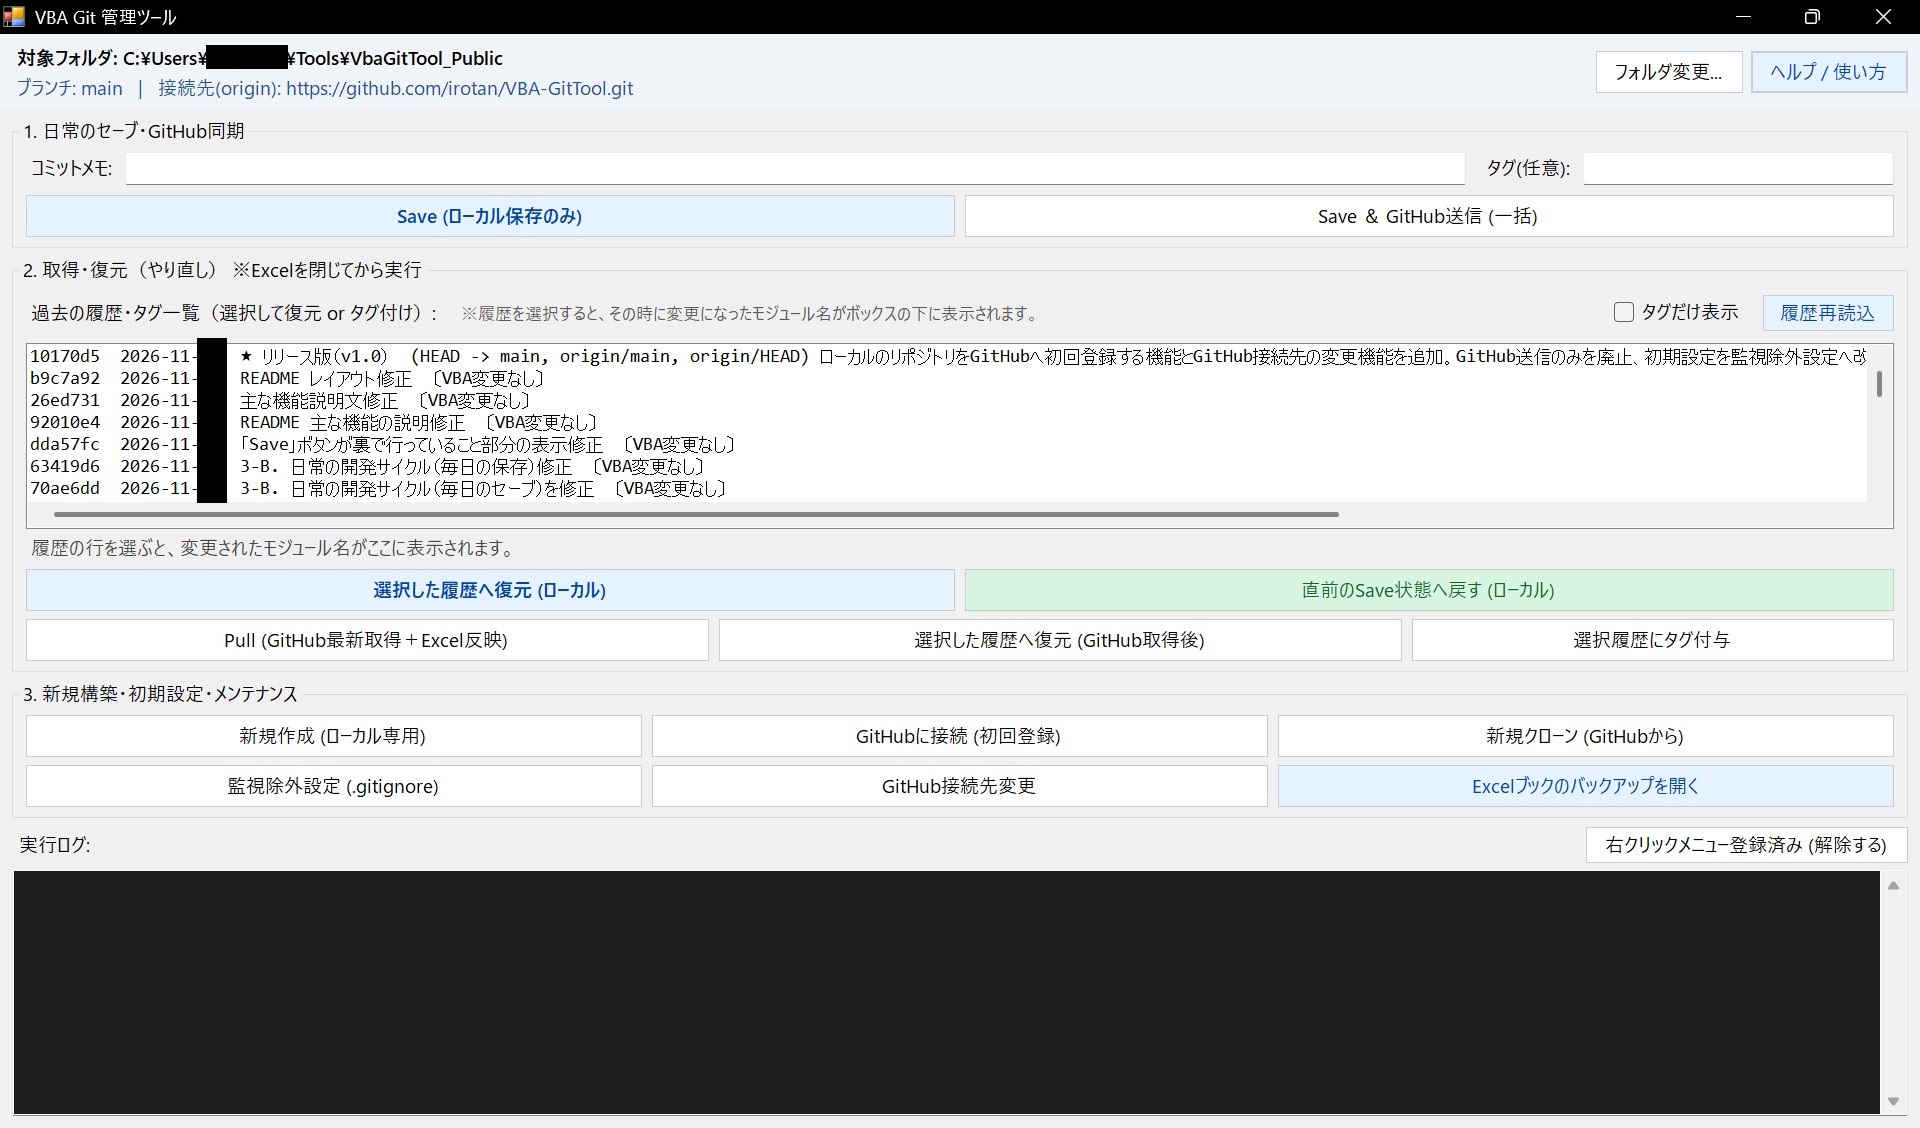 VBA Git 管理ツール
対象フォルダ: C:¥Users¥ ¥Tools¥VbaGitTool_Public
フォルダ変更...
ヘルプ / 使い方
ブランチ: main | 接続先(origin): https://github.com/irotan/VBA-GitTool.git
1. 日常のセーブ・GitHub同期
コミットメモ:
タグ(任意):
Save (ローカル保存のみ)
Save & GitHub送信 (一括)
2. 取得・復元（やり直し） ※Excelを閉じてから実行
過去の履歴・タグ一覧（選択して復元 or タグ付け）: ※履歴を選択すると、その時に変更になったモジュール名がボックスの下に表示されます。
タグだけ表示
履歴再読込
10170d5 2026-11- ★ リリース版(v1.0) (HEAD -> main, origin/main, origin/HEAD) ローカルのリポジトリをGitHubへ初回登録する機能とGitHub接続先の変更機能を追加。GitHub送信のみを廃止、初期設定を監視除外設定へ改
b9c7a92 2026-11- README レイアウト修正 〔VBA変更なし〕
26ed731 2026-11- 主な機能説明文修正 〔VBA変更なし〕
92010e4 2026-11- README 主な機能の説明修正 〔VBA変更なし〕
dda57fc 2026-11- 「Save」ボタンが裏で行っていること部分の表示修正 〔VBA変更なし〕
63419d6 2026-11- 3-B. 日常の開発サイクル(毎日の保存)修正 〔VBA変更なし〕
70ae6dd 2026-11- 3-B. 日常の開発サイクル(毎日のセーブ)を修正 〔VBA変更なし〕
履歴の行を選ぶと、変更されたモジュール名がここに表示されます。
選択した履歴へ復元 (ローカル)
直前のSave状態へ戻す (ローカル)
Pull (GitHub最新取得＋Excel反映)
選択した履歴へ復元 (GitHub取得後)
選択履歴にタグ付与
3. 新規構築・初期設定・メンテナンス
新規作成 (ローカル専用)
GitHubに接続 (初回登録)
新規クローン (GitHubから)
監視除外設定 (.gitignore)
GitHub接続先変更
Excelブックのバックアップを開く
実行ログ:
右クリックメニュー登録済み (解除する)